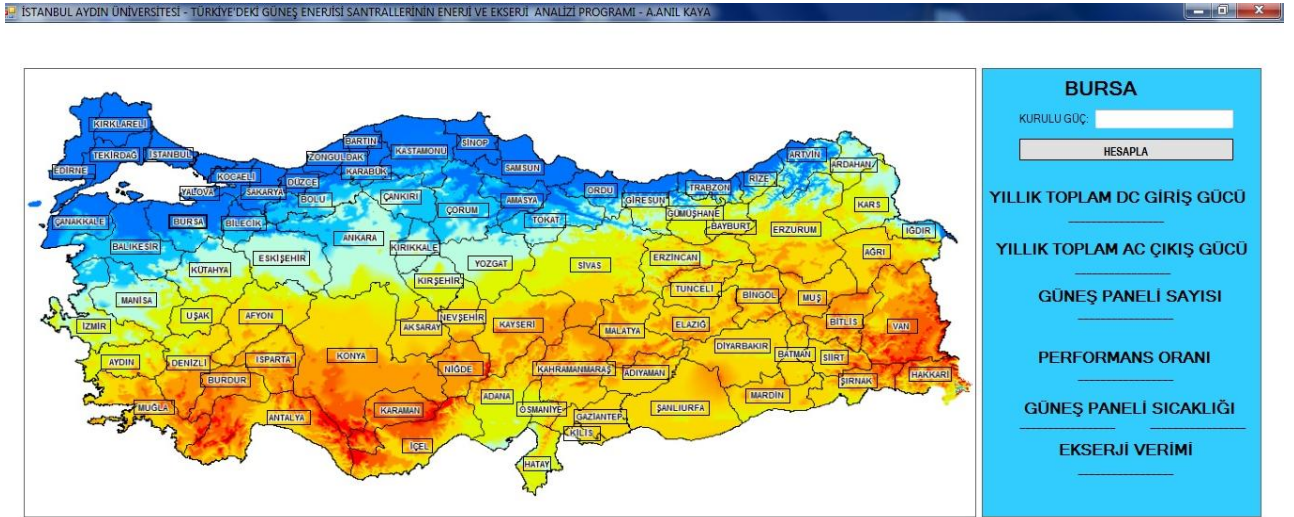 İSTANBUL AYDIN ÜNİVERSİTESİ - TÜRKİYE'DEKİ GÜNEŞ ENERJİSİ SANTRALLERİNİN ENERJİ VE EKSERJİ ANALİZİ PROGRAMI - A.ANIL KAYA
KIRKLARELİ
TEKİRDAĞ İSTANBUL
EDİRNE
KOCAELİ
YALOVA SAKARYA DÜZCE
ZONGULDAK BARTIN
KARABÜK KASTAMONU SİNOP
SAMSUN
BOLU ÇANKIRI
ÇORUM AMASYA
TOKAT
ORDU
GİRESUN TRABZON RİZE
ARTVİN ARDAHAN
GÜMÜŞHANE
BAYBURT ERZURUM
KARS
IĞDIR
ÇANAKKALE BURSA BİLECİK
BALIKESİR
KÜTAHYA ESKİŞEHİR
ANKARA KIRIKKALE
KIRŞEHİR YOZGAT
SİVAS ERZİNCAN
AĞRI
TUNCELİ BİNGÖL MUŞ
BİTLİS VAN
MANİSA
UŞAK AFYON
İZMİR
AKSARAY NEVŞEHİR KAYSERİ
MALATYA ELAZIĞ
DİYARBAKIR BATMAN SİİRT
ŞIRNAK HAKKARİ
AYDIN DENİZLİ ISPARTA KONYA
BURDUR
NİĞDE KAHRAMANMARAŞ ADIYAMAN
MUĞLA ANTALYA KARAMAN
ADANA OSMANİYE GAZİANTEP
ŞANLIURFA MARDİN
KİLİS
İÇEL
HATAY
BURSA
KURULU GÜÇ:
HESAPLA
YILLIK TOPLAM DC GİRİŞ GÜCÜ
YILLIK TOPLAM AC ÇIKIŞ GÜCÜ
GÜNEŞ PANELİ SAYISI
PERFORMANS ORANI
GÜNEŞ PANELİ SICAKLIĞI
EKSERJİ VERİMİ